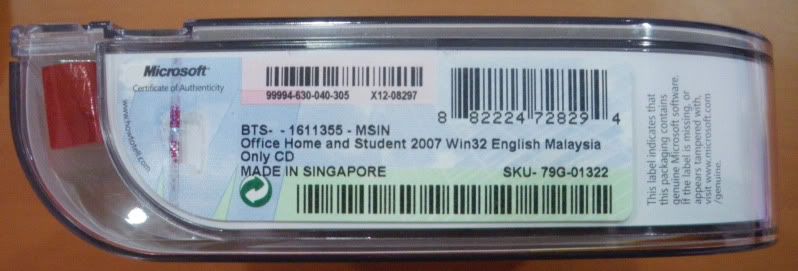 Microsoft
Certificate of Authenticity
www.howtotell.com
99994-630-040-305 X12-08297
8 82224 72829 4
BTS- - 1611355 - MSIN
Office Home and Student 2007 Win32 English Malaysia
Only CD
MADE IN SINGAPORE SKU- 79G-01322
This label indicates that
this packaging contains
genuine Microsoft software.
If the label is missing, or
appears tampered with,
visit www.microsoft.com
/genuine.